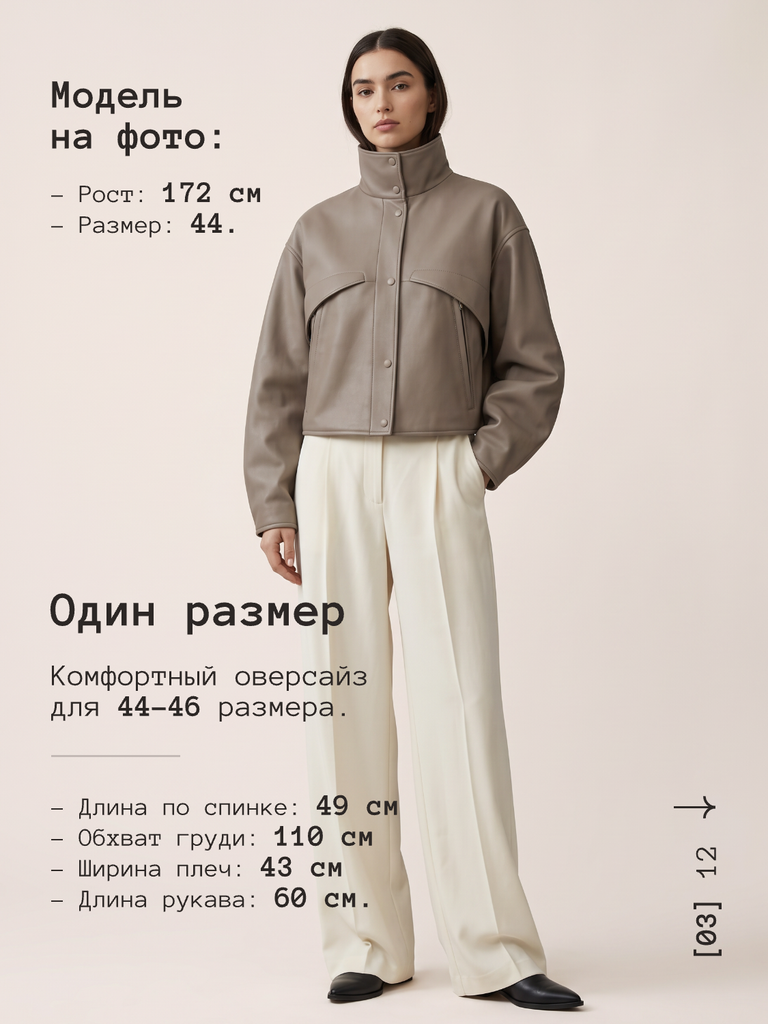 Модель
на фото:
– Рост: 172 см
– Размер: 44.
Один размер
Комфортный оверсайз
для 44–46 размера.
– Длина по спинке: 49 см
– Обхват груди: 110 см
– Ширина плеч: 43 см
– Длина рукава: 60 см.
[03] 12